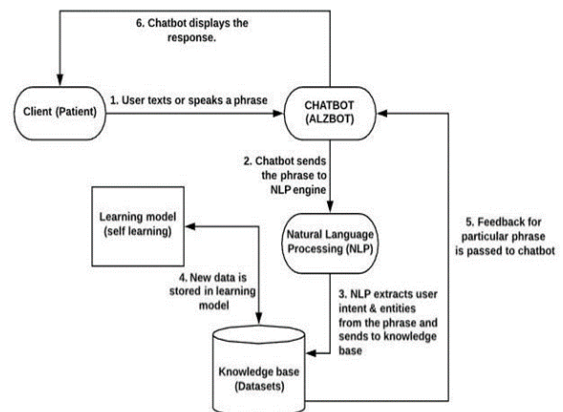 6. Chatbot displays the
response.
Client (Patient)
1. User texts or speaks a phrase
CHATBOT
(ALZBOT)
2. Chatbot sends
the phrase to
NLP engine
Learning model
(self learning)
Natural Language
Processing (NLP)
5. Feedback for
particular phrase
is passed to chatbot
4. New data is
stored in learning
model
3. NLP extracts user
intent & entities
from the phrase and
sends to knowledge
base
Knowledge base
(Datasets)